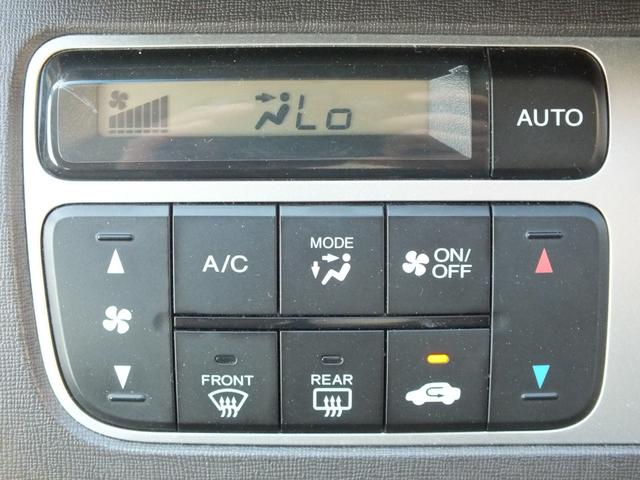 Lo
AUTO
A/C
MODE
ON/
OFF
FRONT
REAR